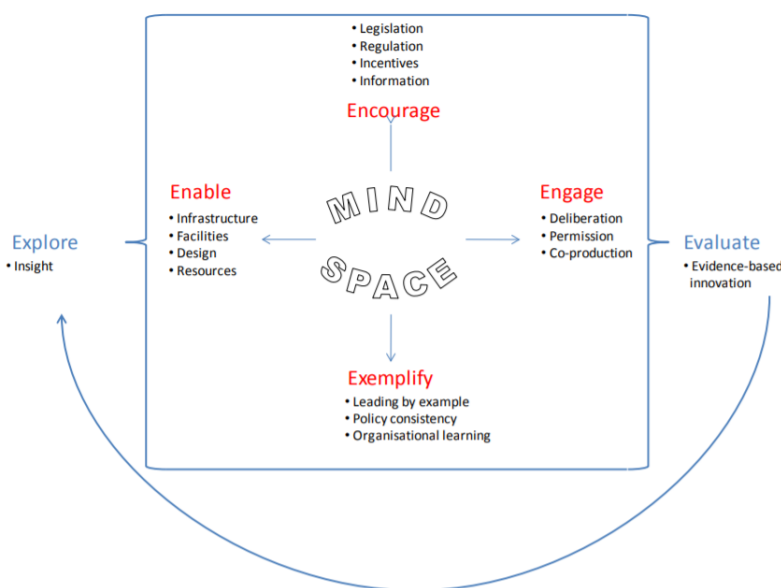 • Legislation
• Regulation
• Incentives
• Information
Encourage
Enable
• Infrastructure
• Facilities
• Design
• Resources
MIND
SPACE
Engage
• Deliberation
• Permission
• Co-production
Explore
• Insight
Evaluate
• Evidence-based
innovation
Exemplify
• Leading by example
• Policy consistency
• Organisational learning